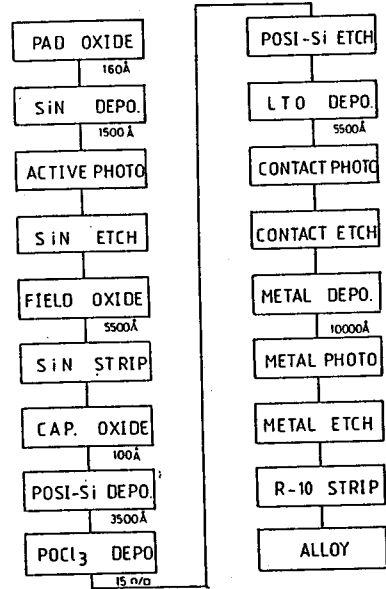 PAD OXIDE
160Å
SiN DEPO.
1500Å
ACTIVE PHOTO
SiN ETCH
FIELD OXIDE
5500Å
SiN STRIP
CAP. OXIDE
100Å
POSI-Si DEPO.
3500Å
POCl3 DEPO
15 Ω/□
POSI-Si ETCH
LTO DEPO.
5500Å
CONTACT PHOTO
CONTACT ETCH
METAL DEPO.
10000Å
METAL PHOTO
METAL ETCH
R-10 STRIP
ALLOY